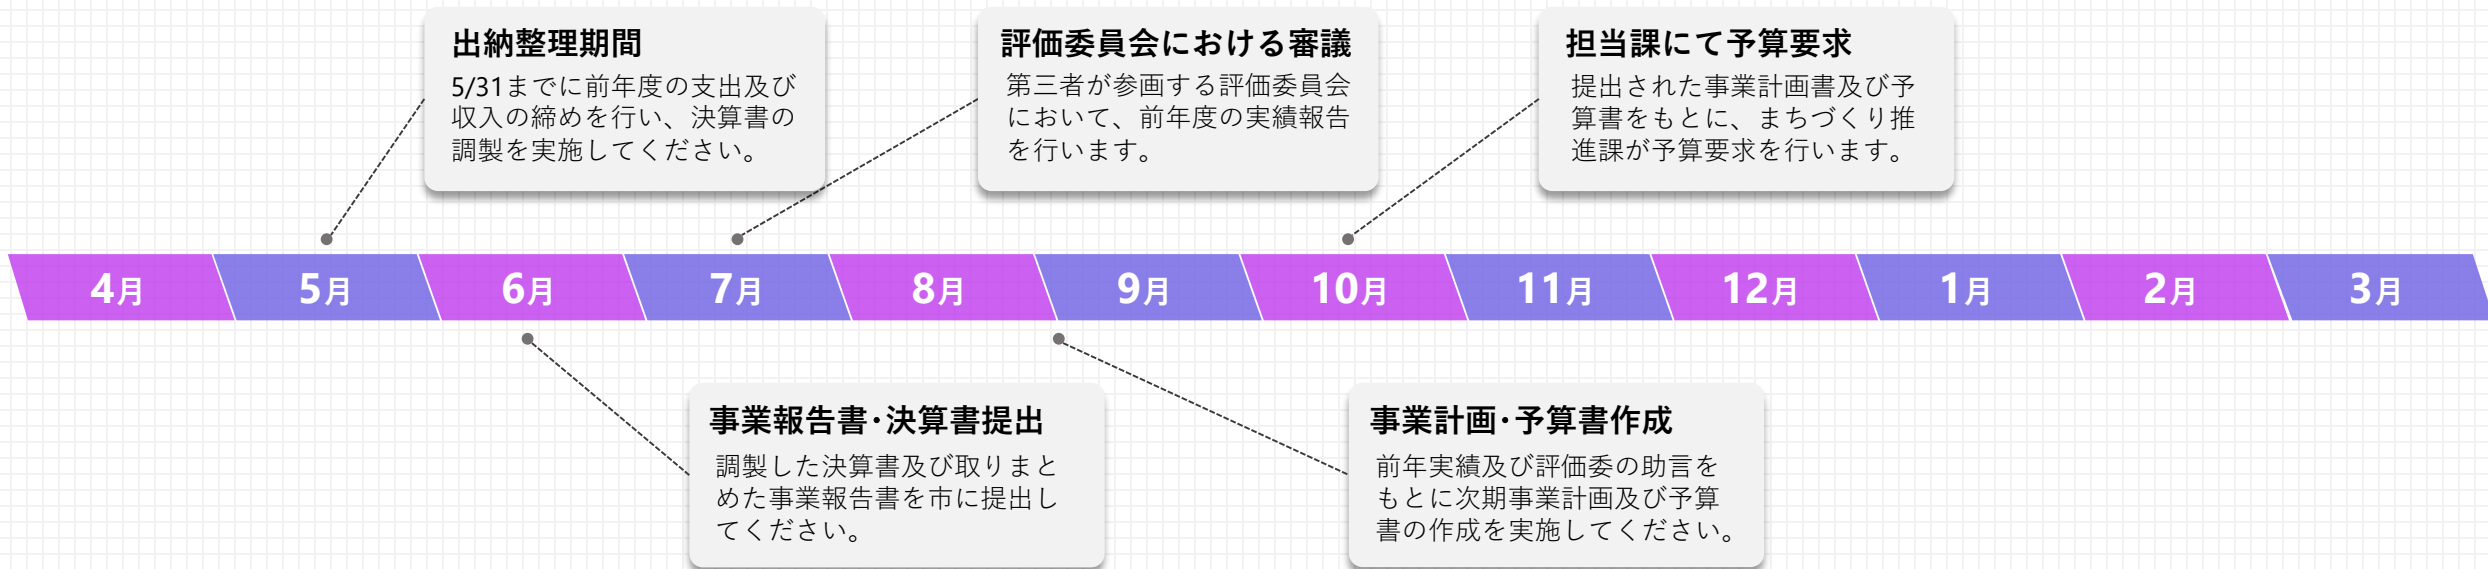 出納整理期間
5/31までに前年度の支出及び
収入の締めを行い、決算書の
調製を実施してください。
評価委員会における審議
第三者が参画する評価委員会
において、前年度の実績報告
を行います。
担当課にて予算要求
提出された事業計画書及び予
算書をもとに、まちづくり推
進課が予算要求を行います。
4月
5月
6月
7月
8月
9月
10月
11月
12月
1月
2月
3月
事業報告書・決算書提出
調製した決算書及び取りまと
めた事業報告書を市に提出し
てください。
事業計画・予算書作成
前年実績及び評価委の助言を
もとに次期事業計画及び予算
書の作成を実施してください。